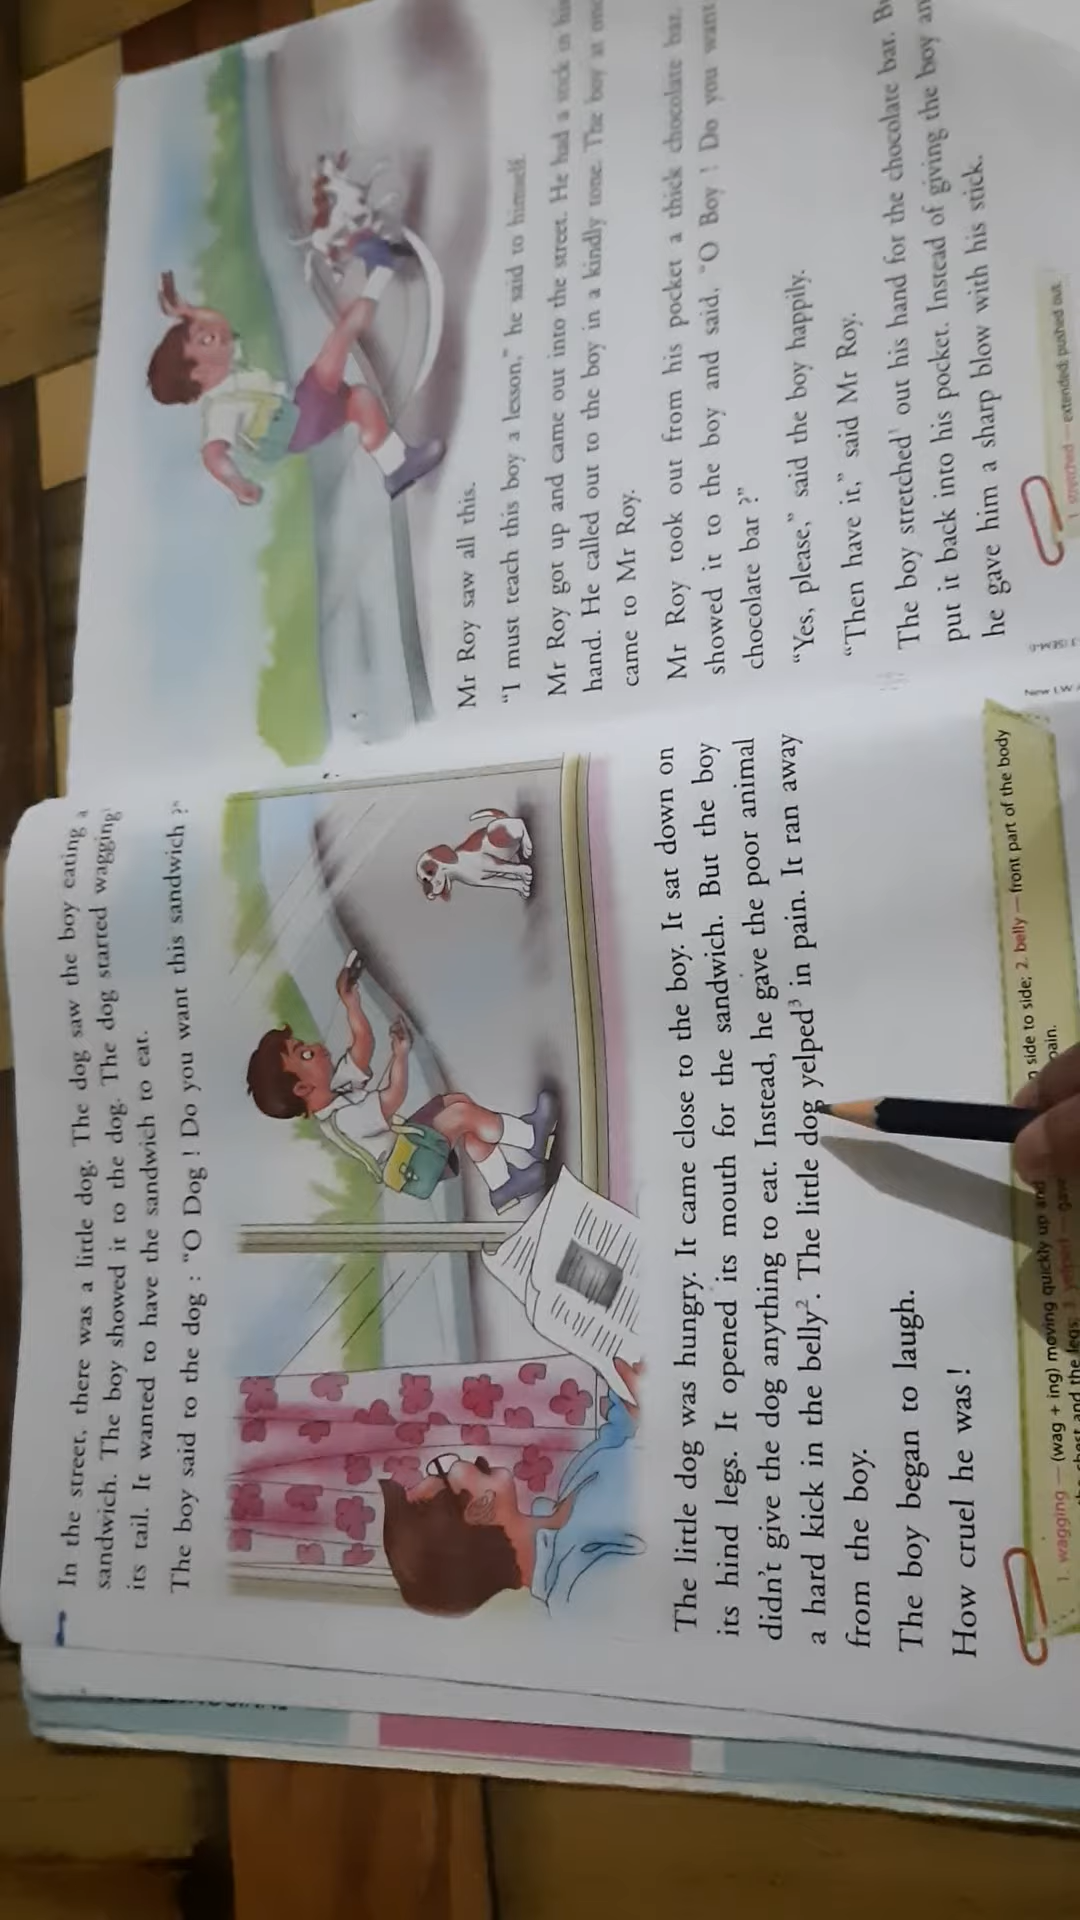 In the street, there was a little dog. The dog saw the boy eating a
sandwich. The boy showed it to the dog. The dog started wagging
its tail. It wanted to have the sandwich to eat.
The boy said to the dog : "O Dog ! Do you want this sandwich ?"
The little dog was hungry. It came close to the boy. It sat down on
its hind legs. It opened its mouth for the sandwich. But the boy
didn't give the dog anything to eat. Instead, he gave the poor animal
a hard kick in the belly². The little dog yelped³ in pain. It ran away
from the boy.
The boy began to laugh.
How cruel he was !
1. wagging — (wag + ing) moving quickly up and
side to side; 2. belly — front part of the body
and the legs; 3. yelped — gave
pain.
Mr Roy saw all this.
"I must teach this boy a lesson," he said to himself.
Mr Roy got up and came out into the street. He had a stick in his
hand. He called out to the boy in a kindly tone. The boy at once
came to Mr Roy.
Mr Roy took out from his pocket a thick chocolate bar.
showed it to the boy and said, "O Boy ! Do you want
chocolate bar ?"
"Yes, please," said the boy happily.
"Then have it," said Mr Roy.
The boy stretched¹ out his hand for the chocolate bar.
put it back into his pocket. Instead of giving the boy
he gave him a sharp blow with his stick.
1. stretched — extended; pushed out.
New LW